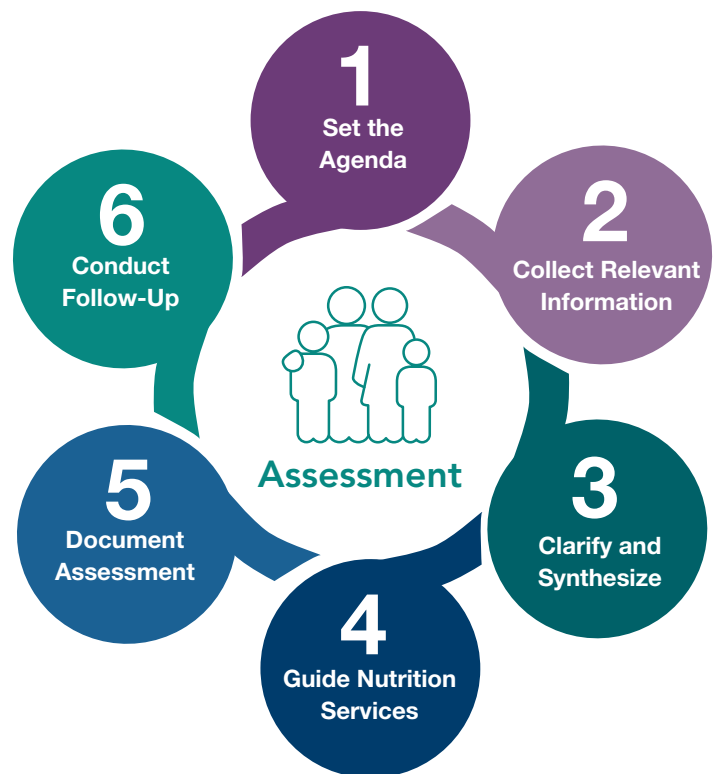 1
Set the
Agenda
2
Collect Relevant
Information
3
Clarify and
Synthesize
4
Guide Nutrition
Services
5
Document
Assessment
6
Conduct
Follow-Up
Assessment